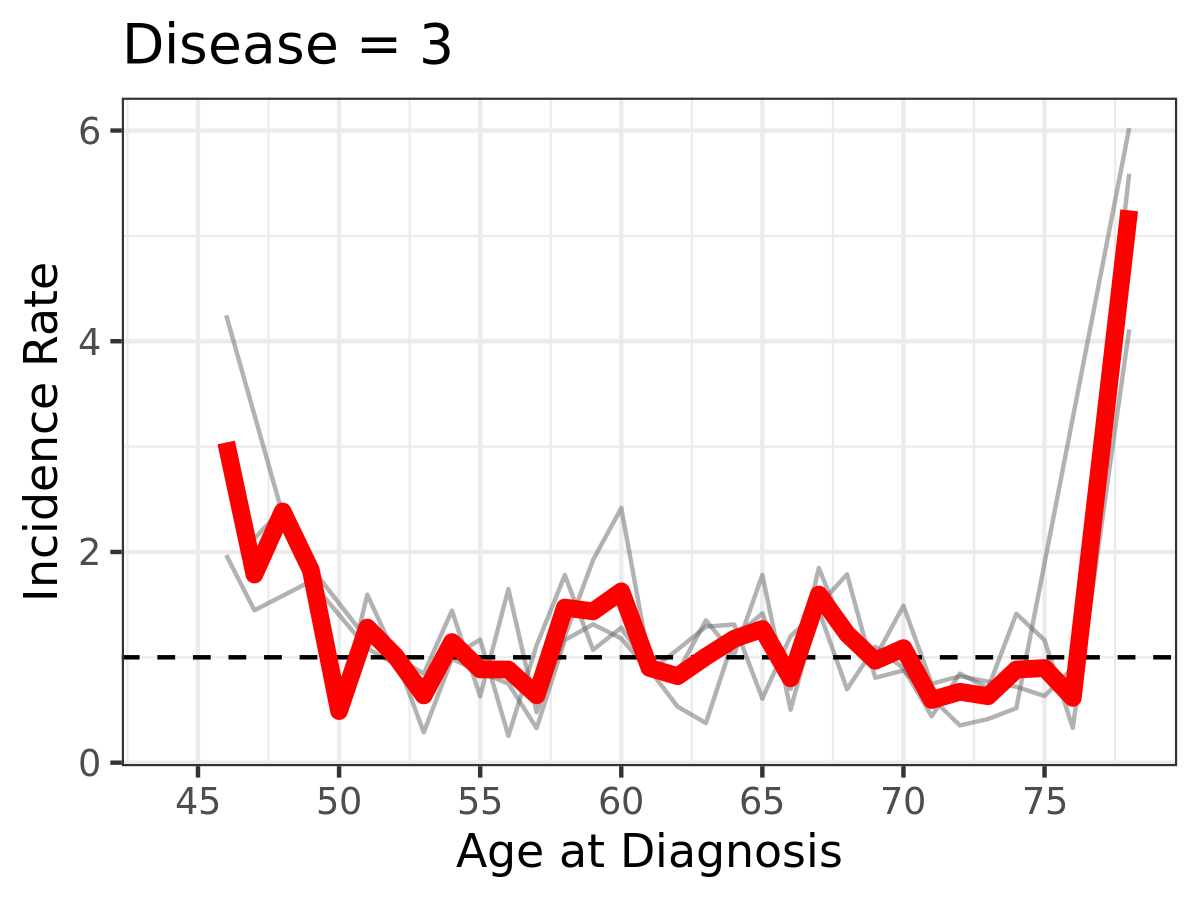 Disease = 3
Incidence Rate
6
4
2
0
45 50 55 60 65 70 75
Age at Diagnosis